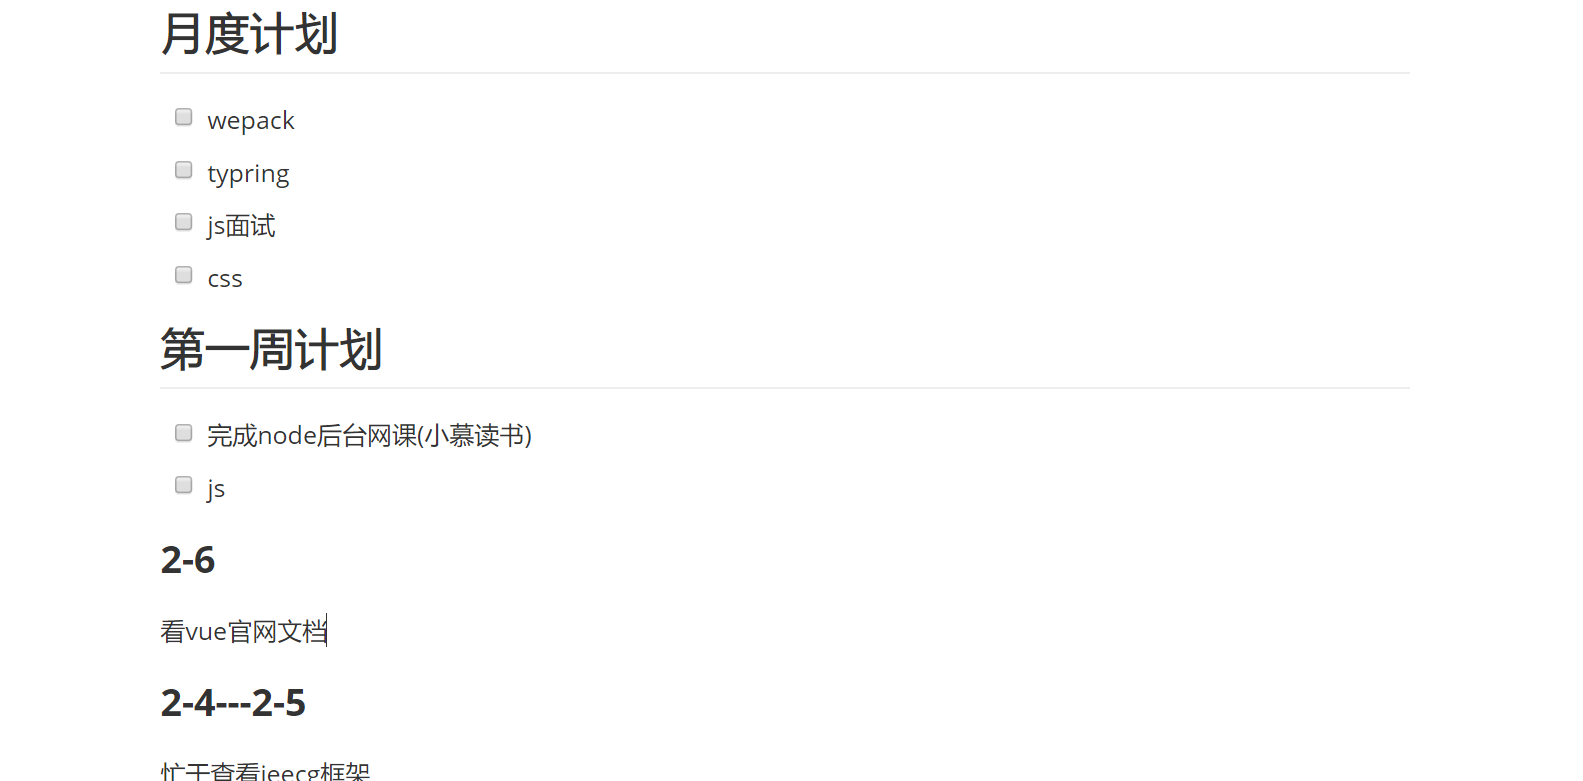 月度计划
wepack
typring
js面试
css
第一周计划
完成node后台网课(小慕读书)
js
2-6
看vue官网文档
2-4---2-5
忙于查看jeecg框架